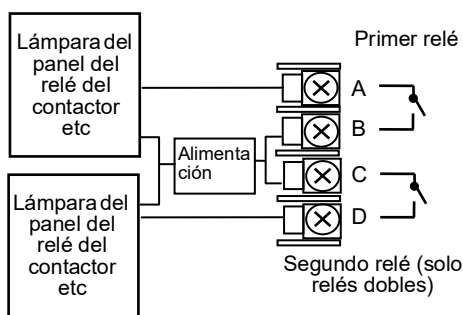 Lámpara del
panel del
relé del
contactor
etc
Primer relé
A
B
Alimenta
ción
C
D
Lámpara del
panel del
relé del
contactor
etc
Segundo relé (solo
relés dobles)